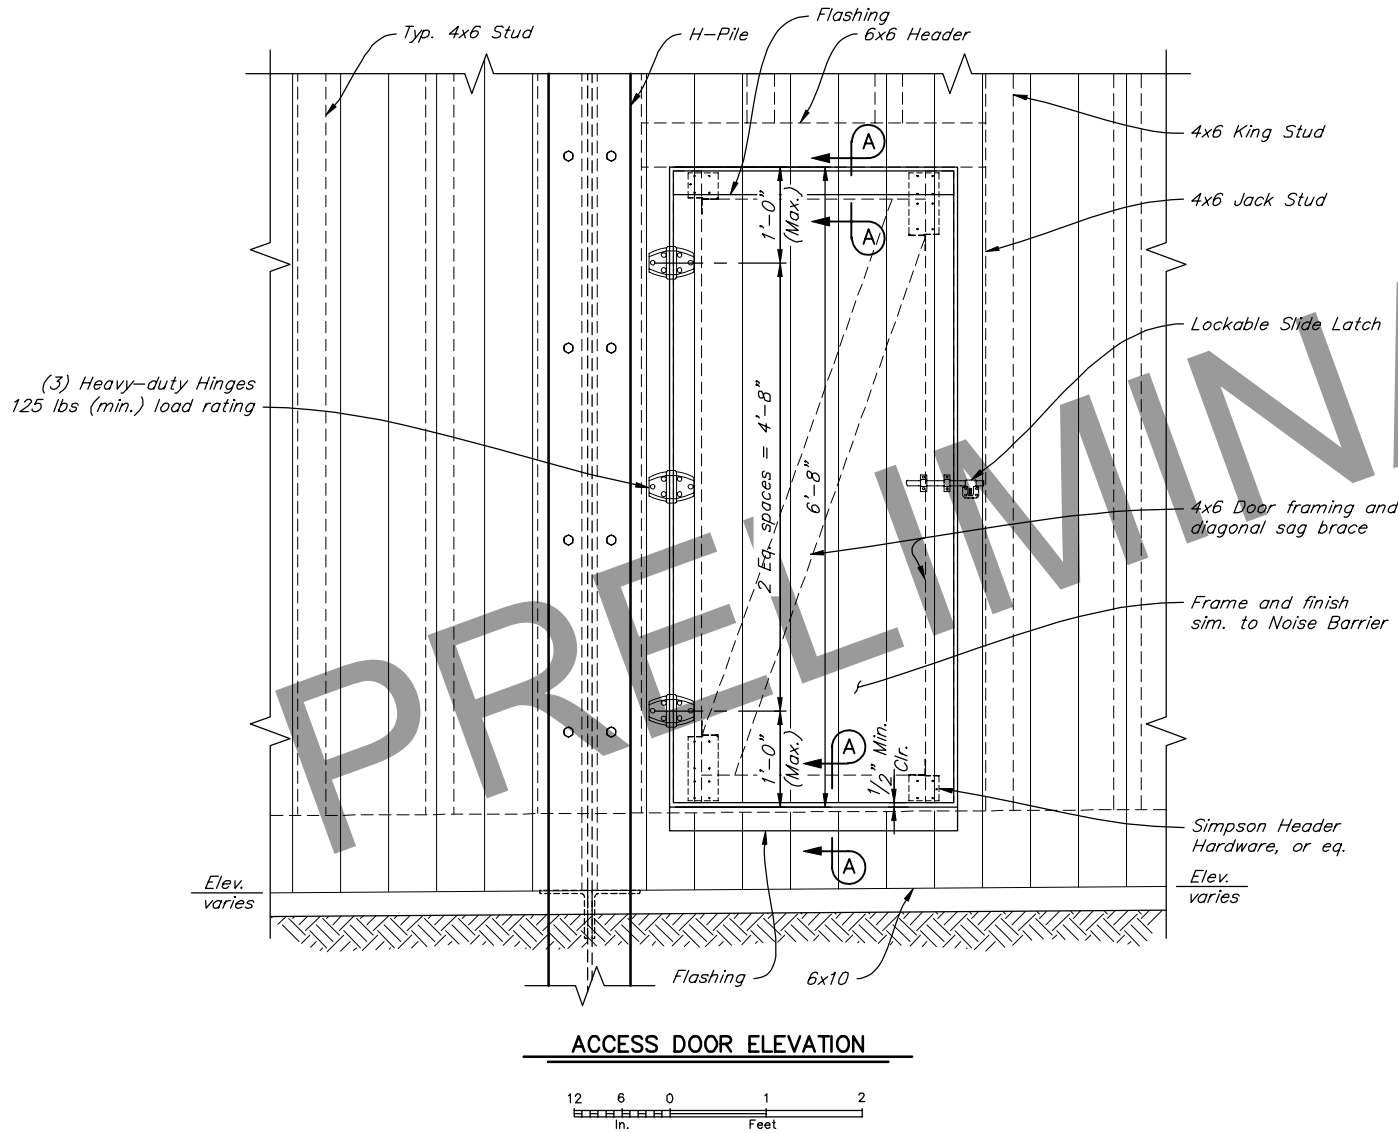 Flashing
Typ. 4x6 Stud
H-Pile
6x6 Header
A
4x6 King Stud
1'-0"
(Max.)
4x6 Jack Stud
A
Lockable Slide Latch
(3) Heavy-duty Hinges
125 lbs (min.) load rating
2 Eq. spaces = 4'-8"
6'-8"
4x6 Door framing and
diagonal sag brace
Frame and finish
sim. to Noise Barrier
PRELIMINA
1'-0"
(Max.)
A
1/2" Min.
Clr.
Simpson Header
Hardware, or eq.
A
Elev.
varies
Elev.
varies
Flashing
6x10
ACCESS DOOR ELEVATION
12 6 0 1 2
In. Feet